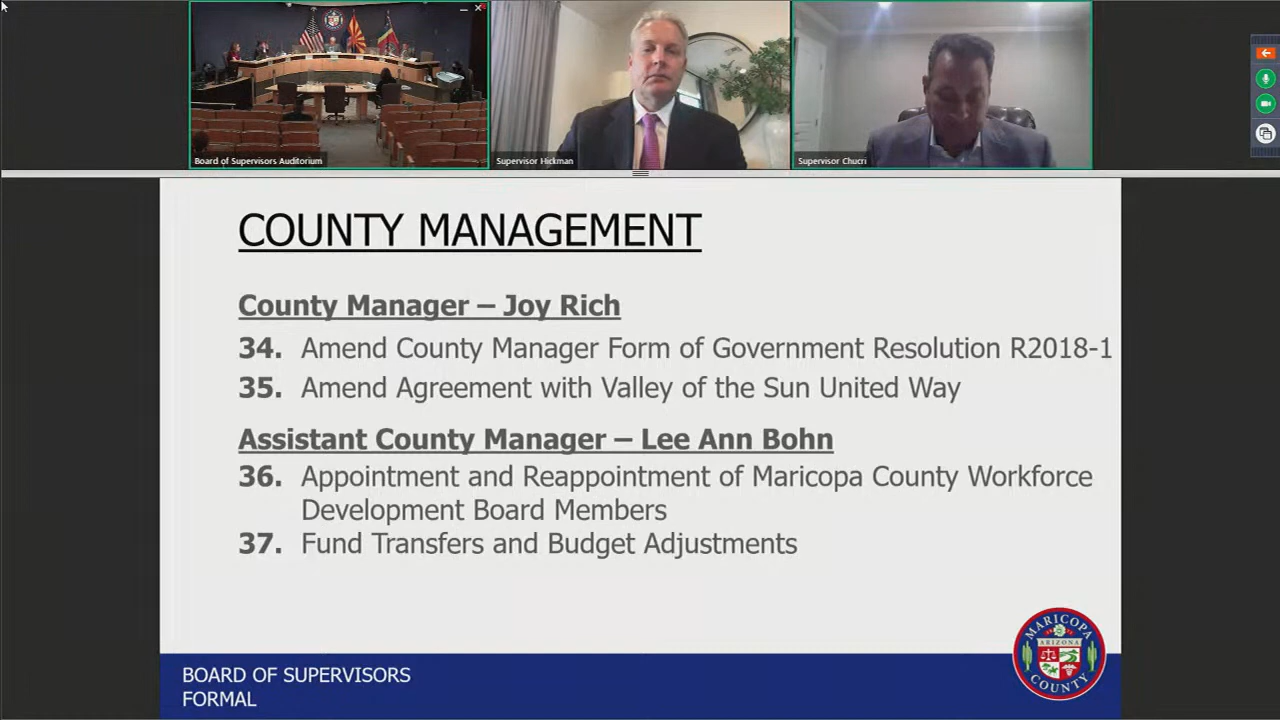 Board of Supervisors Auditorium
Supervisor Hickman
Supervisor Chucri
COUNTY MANAGEMENT
County Manager – Joy Rich
34. Amend County Manager Form of Government Resolution R2018-1
35. Amend Agreement with Valley of the Sun United Way
Assistant County Manager – Lee Ann Bohn
36. Appointment and Reappointment of Maricopa County Workforce
Development Board Members
37. Fund Transfers and Budget Adjustments
BOARD OF SUPERVISORS
FORMAL
MARICOPA
ARIZONA
COUNTY